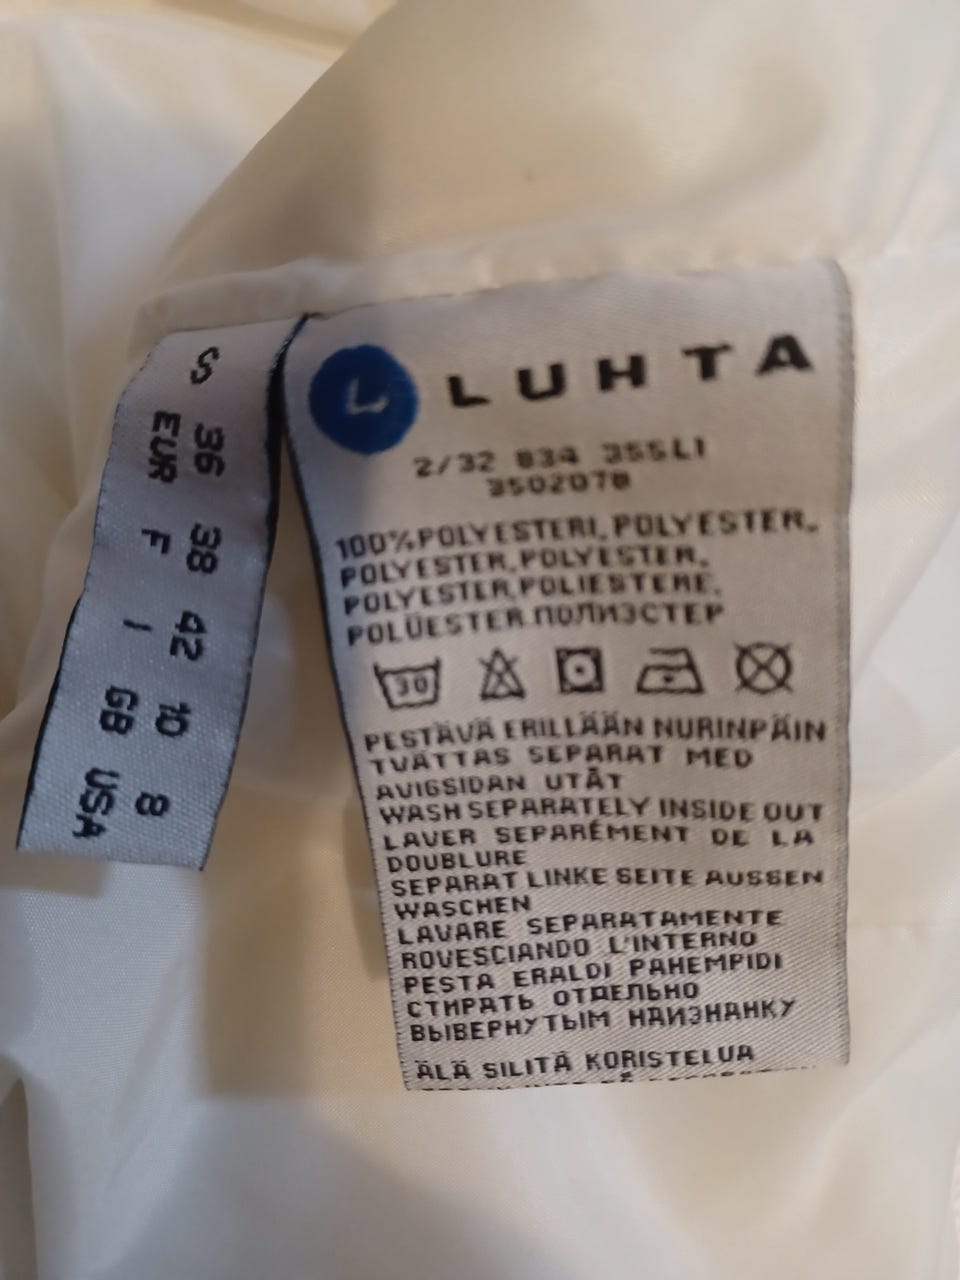 S 36 38 42 10 8
EUR F I GB USA
L LUHTA
2/32 834 355LI
3502078
100%POLYESTERI, POLYESTER,
POLYESTER, POLYESTER,
POLYESTER, POLIESTERE,
POLÜESTER.ПОЛИЭСТЕР
30
PESTÄVÄ ERILLÄÄN NURINPÄIN
TVÄTTAS SEPARAT MED
AVIGSIDAN UTÅT
WASH SEPARATELY INSIDE OUT
LAVER SEPARÉMENT DE LA
DOUBLURE
SEPARAT LINKE SEITE AUSSEN
WASCHEN
LAVARE SEPARATAMENTE
ROVESCIANDO L'INTERNO
PESTA ERALDI PAHEMPIDI
СТИРАТЬ ОТДЕЛЬНО
ВЫВЕРНУТЫМ НАИЗНАНКУ
ÄLÄ SILITÄ KORISTELUA